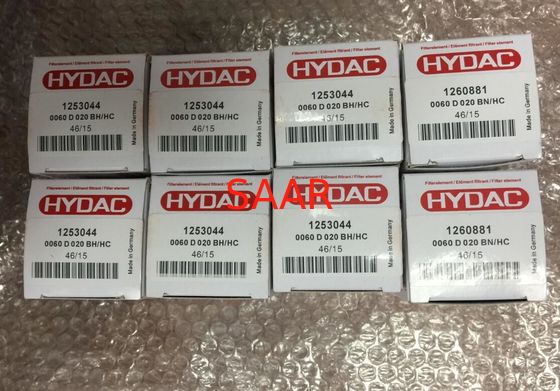 Filterelement / Elément filtrant / Filter element
HYDAC
1253044
0060 D 020 BH/HC
46/15
Made in Germany
Filterelement / Elément filtrant / Filter element
HYDAC
1253044
0060 D 020 BH/HC
46/15
Made in Germany
Filterelement / Elément filtrant / Filter element
HYDAC
1253044
0060 D 020 BH/HC
46/15
Made in Germany
Filterelement / Elément filtrant / Filter element
HYDAC
1260881
0060 D 020 BN/HC
46/15
Made in Germany
Filterelement / Elément filtrant / Filter element
HYDAC
1253044
0060 D 020 BH/HC
46/15
Made in Germany
Filterelement / Elément filtrant / Filter element
HYDAC
1253044
0060 D 020 BH/HC
46/15
Made in Germany
SAAR
HYDAC
1253044
0060 D 020 BH/HC
46/15
Made in Germany
Filterelement / Elément filtrant / Filter element
HYDAC
1260881
0060 D 020 BN/HC
46/15
Made in Germany